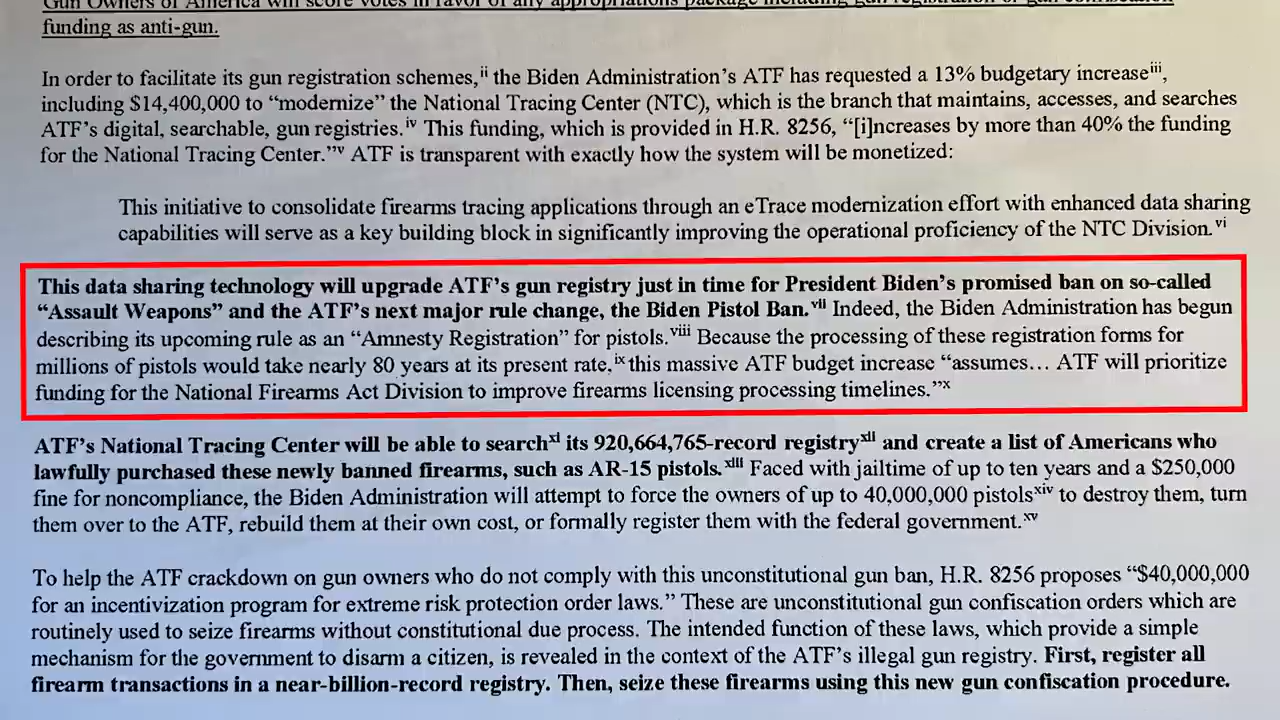 Gun Owners of America will score votes in favor of any appropriations package including gun registration or gun confiscation
funding as anti-gun.
In order to facilitate its gun registration schemes,ii the Biden Administration’s ATF has requested a 13% budgetary increaseiii,
including $14,400,000 to “modernize” the National Tracing Center (NTC), which is the branch that maintains, accesses, and searches
ATF’s digital, searchable, gun registries.iv This funding, which is provided in H.R. 8256, “[i]ncreases by more than 40% the funding
for the National Tracing Center.”v ATF is transparent with exactly how the system will be monetized:
This initiative to consolidate firearms tracing applications through an eTrace modernization effort with enhanced data sharing
capabilities will serve as a key building block in significantly improving the operational proficiency of the NTC Division.vi
This data sharing technology will upgrade ATF’s gun registry just in time for President Biden’s promised ban on so-called
“Assault Weapons” and the ATF’s next major rule change, the Biden Pistol Ban.vii Indeed, the Biden Administration has begun
describing its upcoming rule as an “Amnesty Registration” for pistols.viii Because the processing of these registration forms for
millions of pistols would take nearly 80 years at its present rate,ix this massive ATF budget increase “assumes… ATF will prioritize
funding for the National Firearms Act Division to improve firearms licensing processing timelines.”x
ATF’s National Tracing Center will be able to searchxi its 920,664,765-record registryxii and create a list of Americans who
lawfully purchased these newly banned firearms, such as AR-15 pistols.xiii Faced with jailtime of up to ten years and a $250,000
fine for noncompliance, the Biden Administration will attempt to force the owners of up to 40,000,000 pistolsxiv to destroy them, turn
them over to the ATF, rebuild them at their own cost, or formally register them with the federal government.xv
To help the ATF crackdown on gun owners who do not comply with this unconstitutional gun ban, H.R. 8256 proposes “$40,000,000
for an incentivization program for extreme risk protection order laws.” These are unconstitutional gun confiscation orders which are
routinely used to seize firearms without constitutional due process. The intended function of these laws, which provide a simple
mechanism for the government to disarm a citizen, is revealed in the context of the ATF’s illegal gun registry. First, register all
firearm transactions in a near-billion-record registry. Then, seize these firearms using this new gun confiscation procedure.